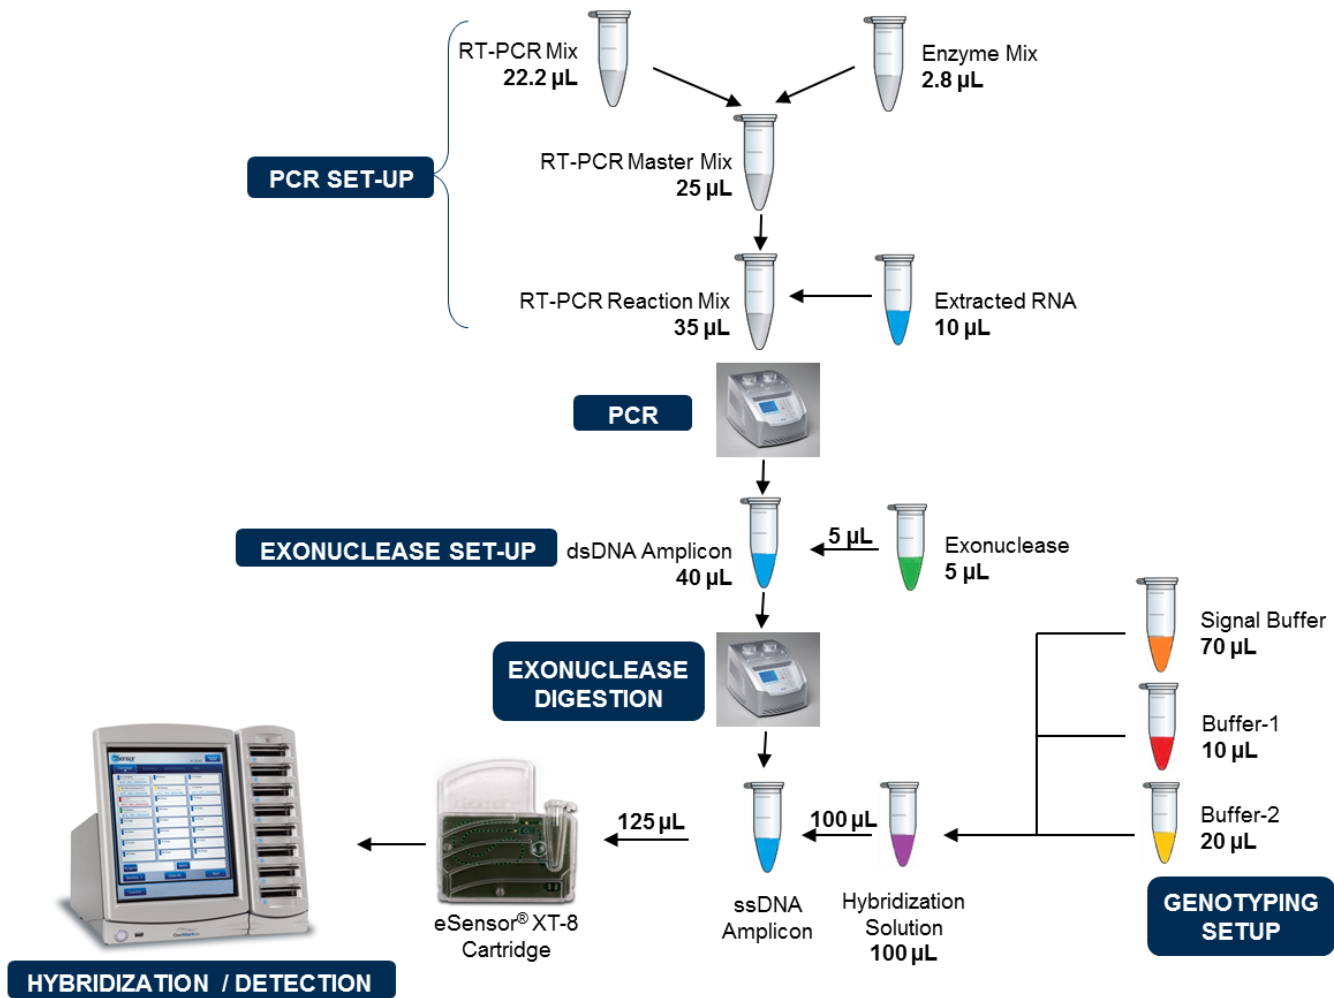 RT-PCR Mix
22.2 µL
Enzyme Mix
2.8 µL
PCR SET-UP
RT-PCR Master Mix
25 µL
RT-PCR Reaction Mix
35 µL
Extracted RNA
10 µL
PCR
EXONUCLEASE SET-UP
dsDNA Amplicon
40 µL
5 µL
Exonuclease
5 µL
EXONUCLEASE
DIGESTION
Signal Buffer
70 µL
Buffer-1
10 µL
Buffer-2
20 µL
GENOTYPING
SETUP
100 µL
125 µL
ssDNA
Amplicon
Hybridization
Solution
100 µL
eSensor® XT-8
Cartridge
HYBRIDIZATION / DETECTION